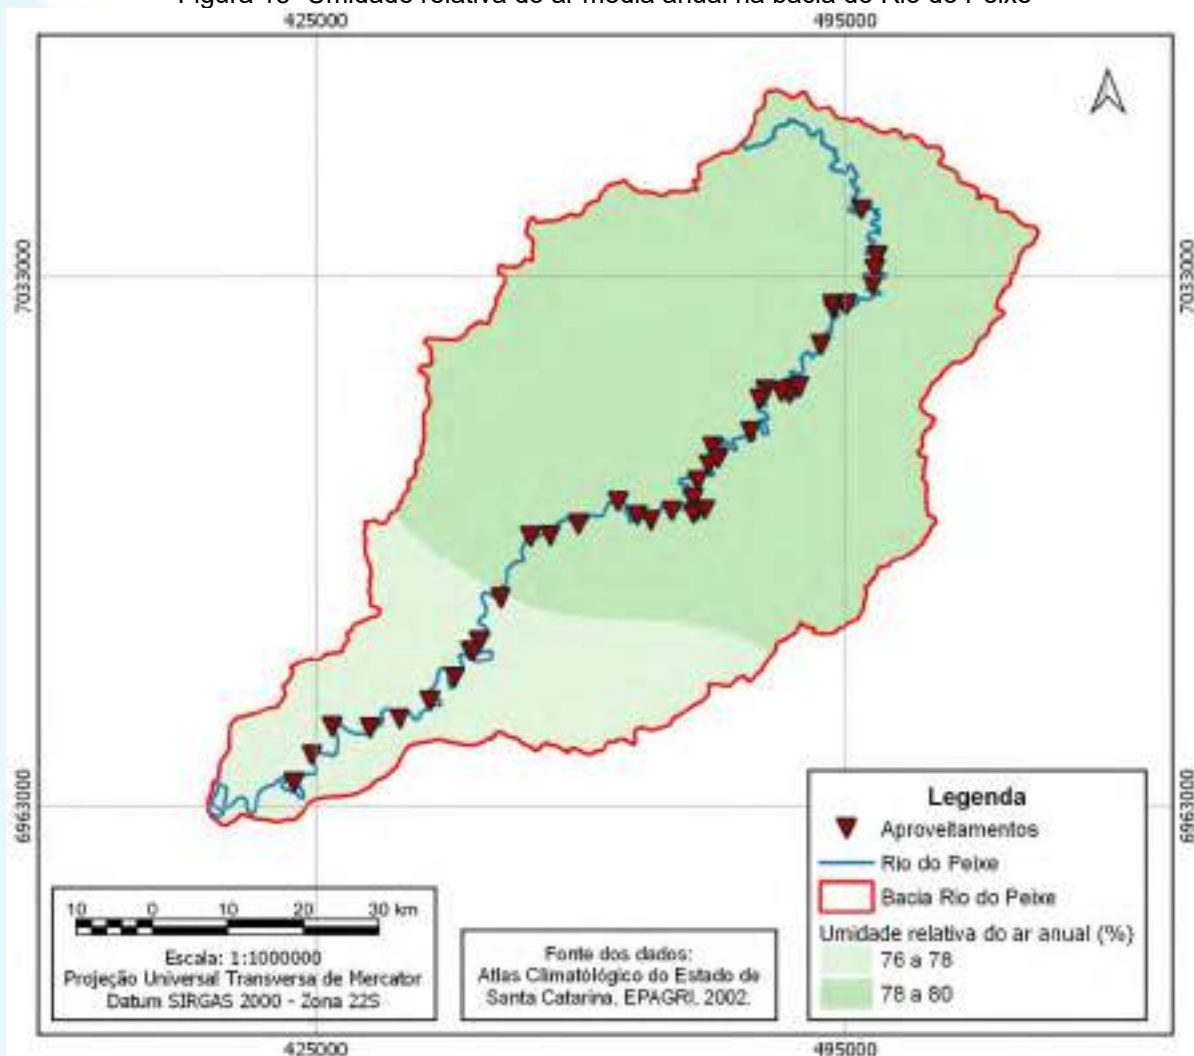 Figura 18- Umidade relativa do ar média anual na bacia do Rio do Peixe
425000
495000
7033000
7033000
6963000
6963000
Legenda
Aproveitamentos
Rio do Peixe
Bacia Rio do Peixe
Umidade relativa do ar anual (%)
76 a 78
78 a 80
10 0 10 20 30 km
Escala: 1:1000000
Projeção Universal Transversa de Mercator
Datum SIRGAS 2000 - Zona 22S
Fonte dos dados:
Atlas Climatológico do Estado de
Santa Catarina, EPAGRI, 2002.
425000
495000